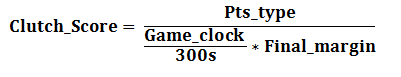 Clutch_Score = Pts_type
Game_clock
300s * Final_margin